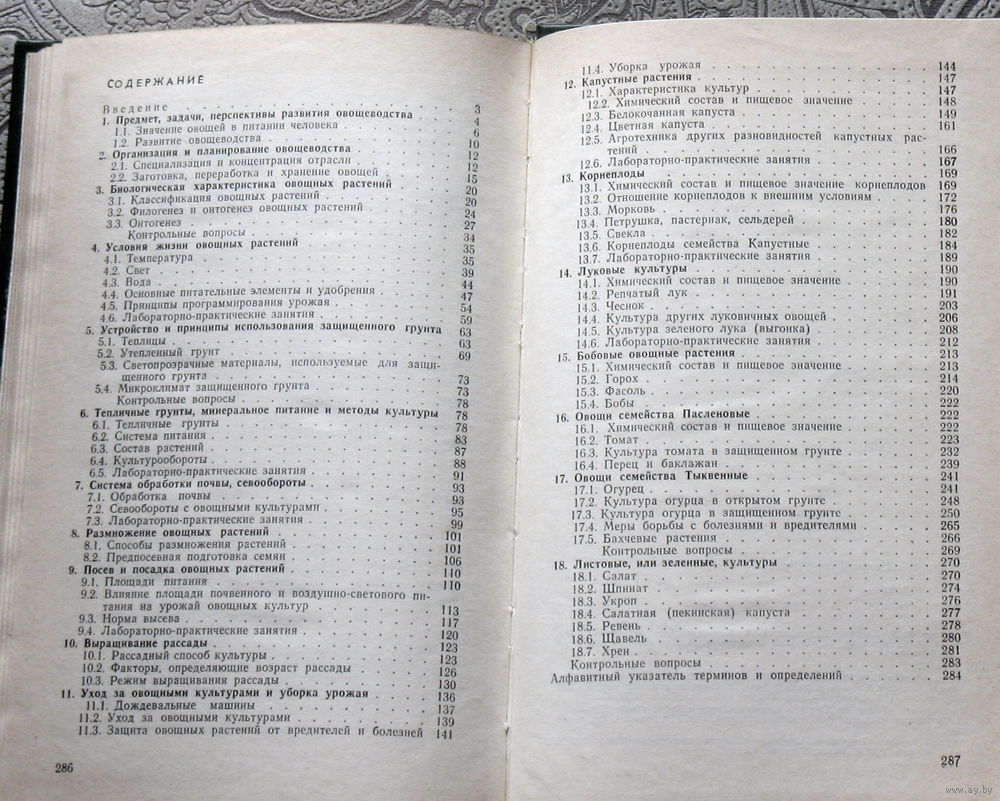 СОДЕРЖАНИЕ
Введение 3
1. Предмет, задачи, перспективы развития овощеводства 4
1.1. Значение овощей в питании человека 6
1.2. Развитие овощеводства 10
2. Организация и планирование овощеводства 12
2.1. Специализация и концентрация отрасли 12
2.2. Заготовка, переработка и хранение овощей 15
3. Биологическая характеристика овощных растений 20
3.1. Классификация овощных растений 20
3.2. Филогенез и онтогенез овощных растений 24
3.3. Онтогенез 27
Контрольные вопросы 34
4. Условия жизни овощных растений 35
4.1. Температура 35
4.2. Свет 39
4.3. Вода 44
4.4. Основные питательные элементы и удобрения 47
4.5. Принципы программирования урожая 54
4.6. Лабораторно-практические занятия 59
5. Устройство и принципы использования защищенного грунта 63
5.1. Теплицы 63
5.2. Утепленный грунт 69
5.3. Светопрозрачные материалы, используемые для защи-
щенного грунта 73
5.4. Микроклимат защищенного грунта 73
Контрольные вопросы 78
6. Тепличные грунты, минеральное питание и методы культуры 78
6.1. Тепличные грунты 78
6.2. Система питания 83
6.3. Состав растений 87
6.4. Культурообороты 88
6.5. Лабораторно-практические занятия 91
7. Система обработки почвы, севообороты 93
7.1. Обработка почвы 93
7.2. Севообороты с овощными культурами 95
7.3. Лабораторно-практические занятия 99
8. Размножение овощных растений 101
8.1. Способы размножения растений 101
8.2. Предпосевная подготовка семян 106
9. Посев и посадка овощных растений 110
9.1. Площади питания 110
9.2. Влияние площади почвенного и воздушно-светового пи-
тания на урожай овощных культур 113
9.3. Норма высева 117
9.4. Лабораторно-практические занятия 120
10. Выращивание рассады 123
10.1. Рассадный способ культуры 123
10.2. Факторы, определяющие возраст рассады 126
10.3. Режим выращивания рассады 130
11. Уход за овощными культурами и уборка урожая 136
11.1. Дождевальные машины 137
11.2. Уход за овощными культурами 139
11.3. Защита овощных растений от вредителей и болезней 141
286
11.4. Уборка урожая 144
12. Капустные растения 147
12.1. Характеристика культур 147
12.2. Химический состав и пищевое значение 148
12.3. Белокочанная капуста 149
12.4. Цветная капуста 161
12.5. Агротехника других разновидностей капустных рас-
тений 166
12.6. Лабораторно-практические занятия 167
13. Корнеплоды 169
13.1. Химический состав и пищевое значение корнеплодов 169
13.2. Отношение корнеплодов к внешним условиям 172
13.3. Морковь 176
13.4. Петрушка, пастернак, сельдерей 180
13.5. Свекла 182
13.6. Корнеплоды семейства Капустные 184
13.7. Лабораторно-практические занятия 189
14. Луковые культуры 190
14.1. Химический состав и пищевое значение 190
14.2. Репчатый лук 191
14.3. Чеснок 203
14.4. Культура других луковичных овощей 206
14.5. Культура зеленого лука (выгонка) 208
14.6. Лабораторно-практические занятия 212
15. Бобовые овощные растения 213
15.1. Химический состав и пищевое значение 213
15.2. Горох 214
15.3. Фасоль 220
15.4. Бобы 222
16. Овощи семейства Пасленовые 222
16.1. Химический состав и пищевое значение 222
16.2. Томат 223
16.3. Культура томата в защищенном грунте 232
16.4. Перец и баклажан 239
17. Овощи семейства Тыквенные 241
17.1. Огурец 241
17.2. Культура огурца в открытом грунте 248
17.3. Культура огурца в защищенном грунте 250
17.4. Меры борьбы с болезнями и вредителями 265
17.5. Бахчевые растения 266
Контрольные вопросы 269
18. Листовые, или зеленные, культуры 270
18.1. Салат 270
18.2. Шпинат 274
18.3. Укроп 276
18.4. Салатная (пекинская) капуста 277
18.5. Ревень 278
18.6. Щавель 280
18.7. Хрен 281
Контрольные вопросы 283
Алфавитный указатель терминов и определений 284
287
www.ay.by